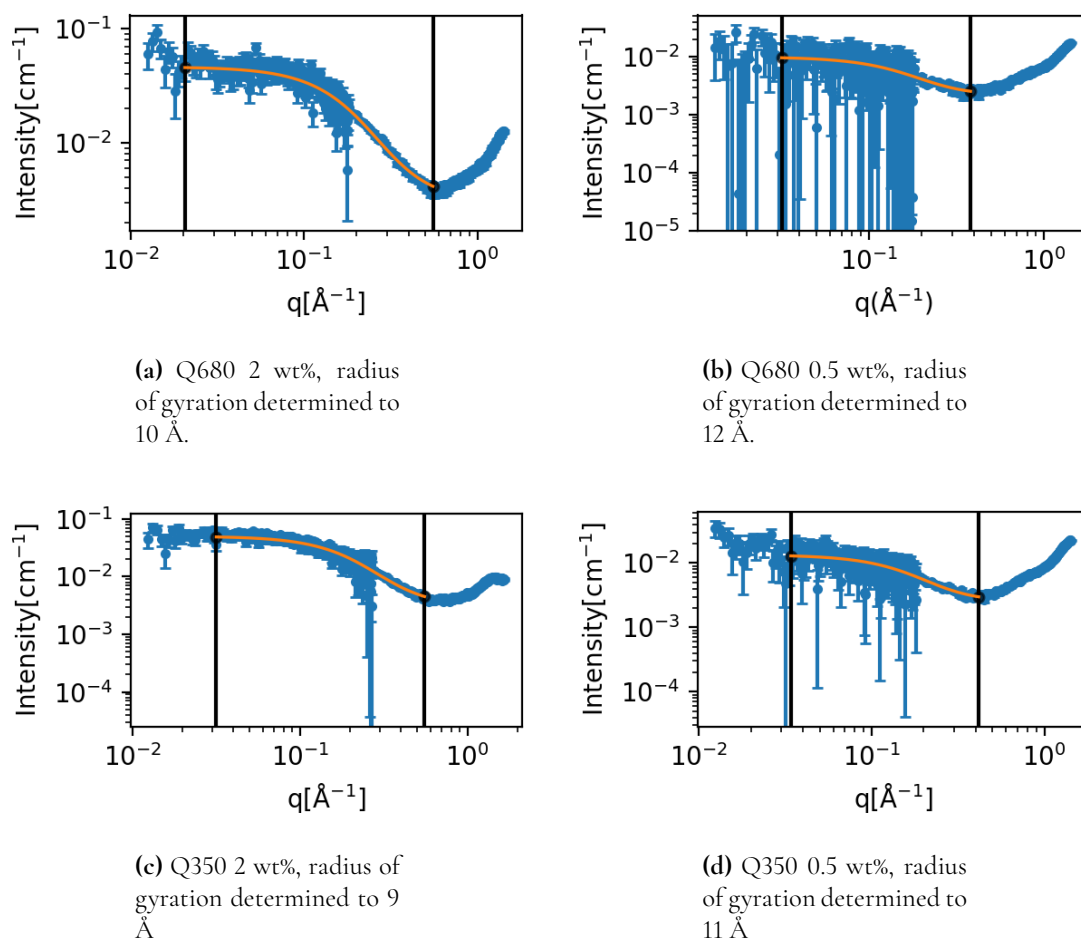 10⁻¹
10⁻²
Intensity[cm⁻¹]
10⁻² 10⁻¹ 10⁰
q[Å⁻¹]
(a) Q680 2 wt%, radius
of gyration determined to
10 Å.
10⁻²
10⁻³
10⁻⁴
10⁻⁵
Intensity[cm⁻¹]
10⁻¹ 10⁰
q(Å⁻¹)
(b) Q680 0.5 wt%, radius
of gyration determined to
12 Å.
10⁻¹
10⁻²
10⁻³
10⁻⁴
Intensity[cm⁻¹]
10⁻² 10⁻¹ 10⁰
q[Å⁻¹]
(c) Q350 2 wt%, radius of
gyration determined to 9
Å
10⁻²
10⁻³
10⁻⁴
Intensity[cm⁻¹]
10⁻² 10⁻¹ 10⁰
q[Å⁻¹]
(d) Q350 0.5 wt%, radius
of gyration determined to
11 Å